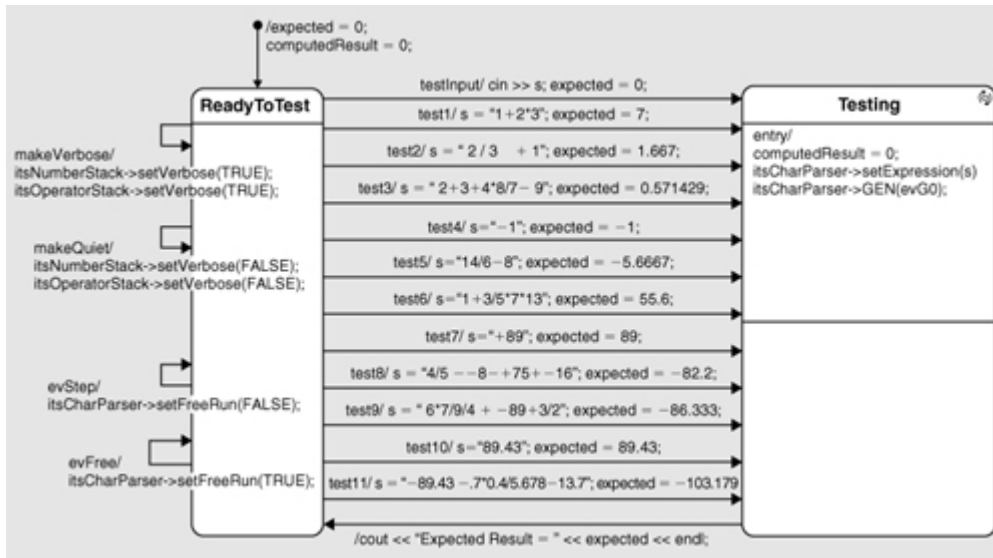 /expected = 0;
computedResult = 0;
ReadyToTest
makeVerbose/
itsNumberStack->setVerbose(TRUE);
itsOperatorStack->setVerbose(TRUE);
makeQuiet/
itsNumberStack->setVerbose(FALSE);
itsOperatorStack->setVerbose(FALSE);
evStep/
itsCharParser->setFreeRun(FALSE);
evFree/
itsCharParser->setFreeRun(TRUE);
testInput/ cin >> s; expected = 0;
test1/ s = "1+2*3"; expected = 7;
test2/ s = " 2 / 3 + 1"; expected = 1.667;
test3/ s = " 2+3+4*8/7− 9"; expected = 0.571429;
test4/ s="−1"; expected = −1;
test5/ s="14/6−8"; expected = −5.6667;
test6/ s="1+3/5*7*13"; expected = 55.6;
test7/ s="+89"; expected = 89;
test8/ s = "4/5 −−8−+75+−16"; expected = −82.2;
test9/ s = " 6*7/9/4 + −89+3/2"; expected = −86.333;
test10/ s="89.43"; expected = 89.43;
test11/ s = "−89.43 −.7*0.4/5.678−13.7"; expected = −103.179
/cout << "Expected Result = " << expected << endl;
Testing
entry/
computedResult = 0;
itsCharParser->setExpression(s)
itsCharParser->GEN(evG0);